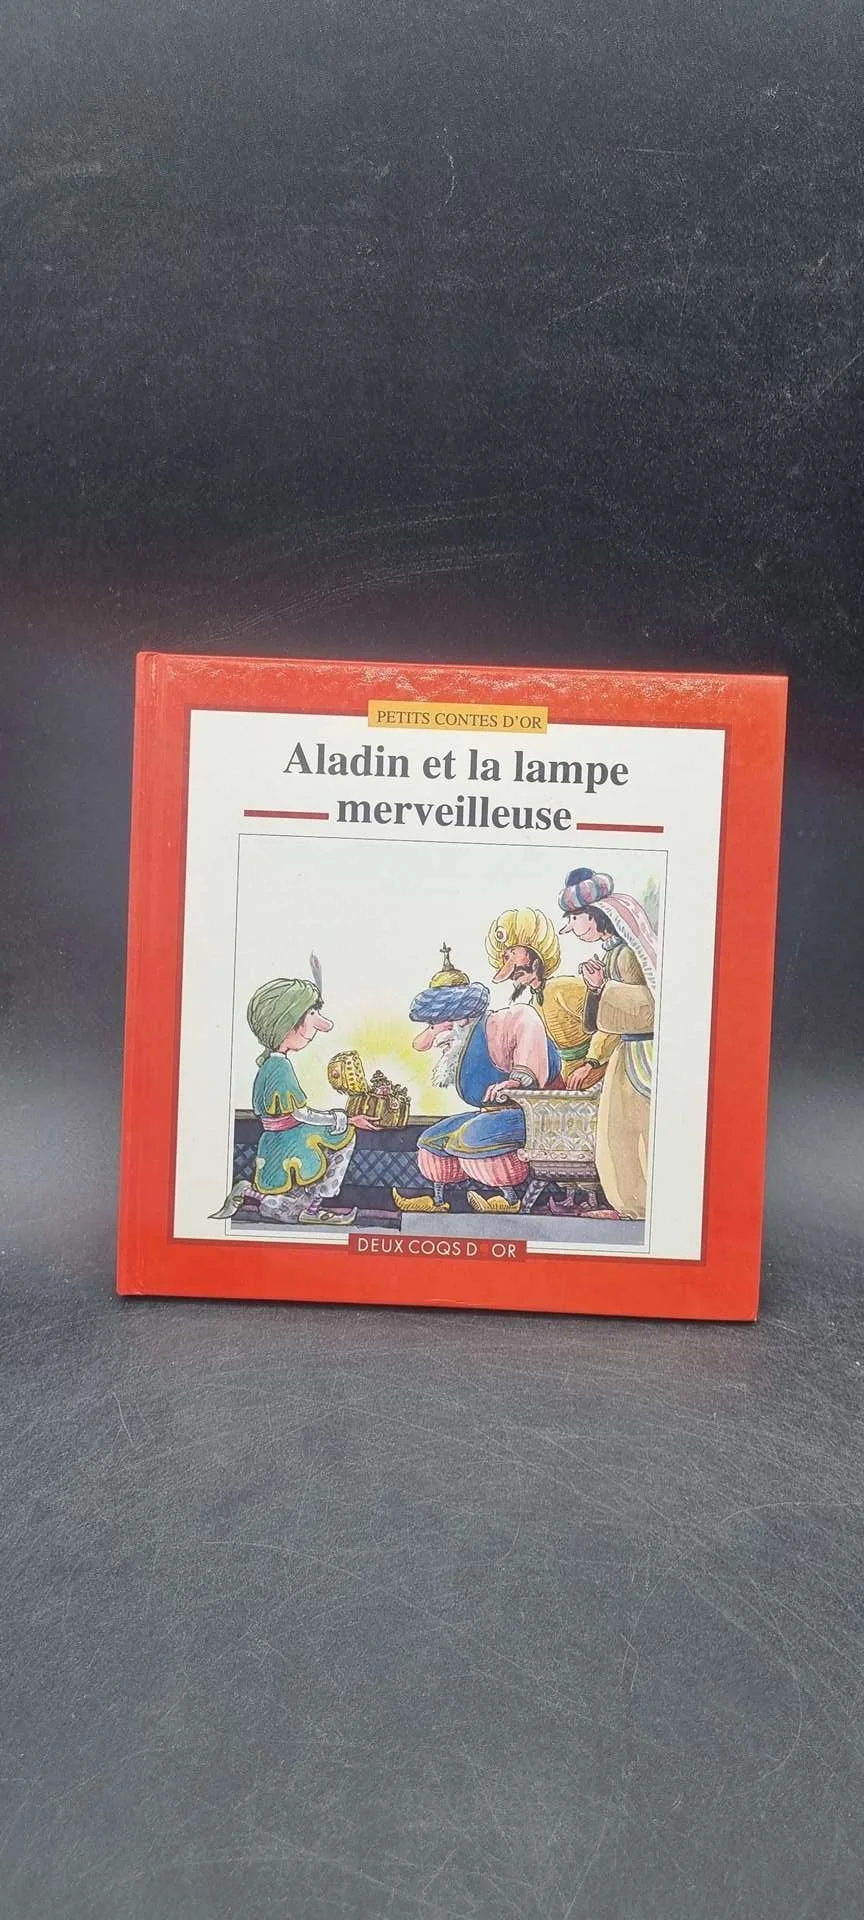 PETITS CONTES D'OR
Aladin et la lampe
merveilleuse
DEUX COQS D'OR